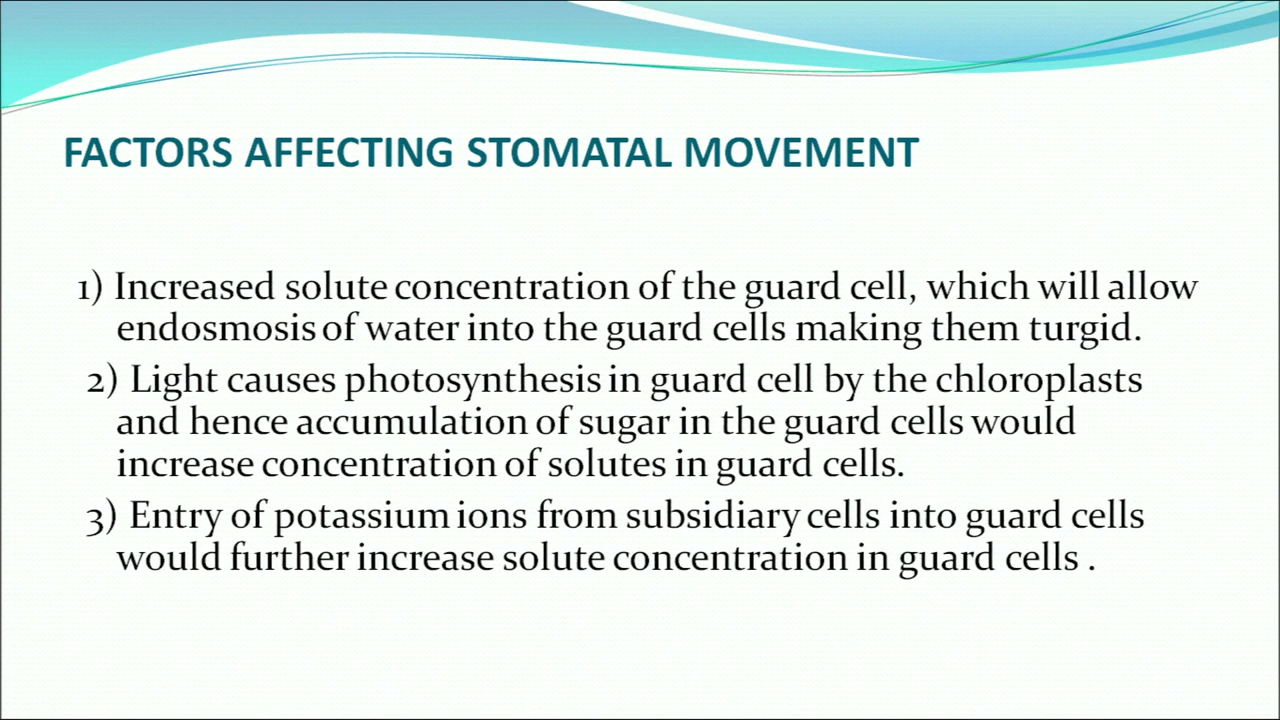 FACTORS AFFECTING STOMATAL MOVEMENT
1) Increased solute concentration of the guard cell, which will allow
endosmosis of water into the guard cells making them turgid.
2) Light causes photosynthesis in guard cell by the chloroplasts
and hence accumulation of sugar in the guard cells would
increase concentration of solutes in guard cells.
3) Entry of potassium ions from subsidiary cells into guard cells
would further increase solute concentration in guard cells .